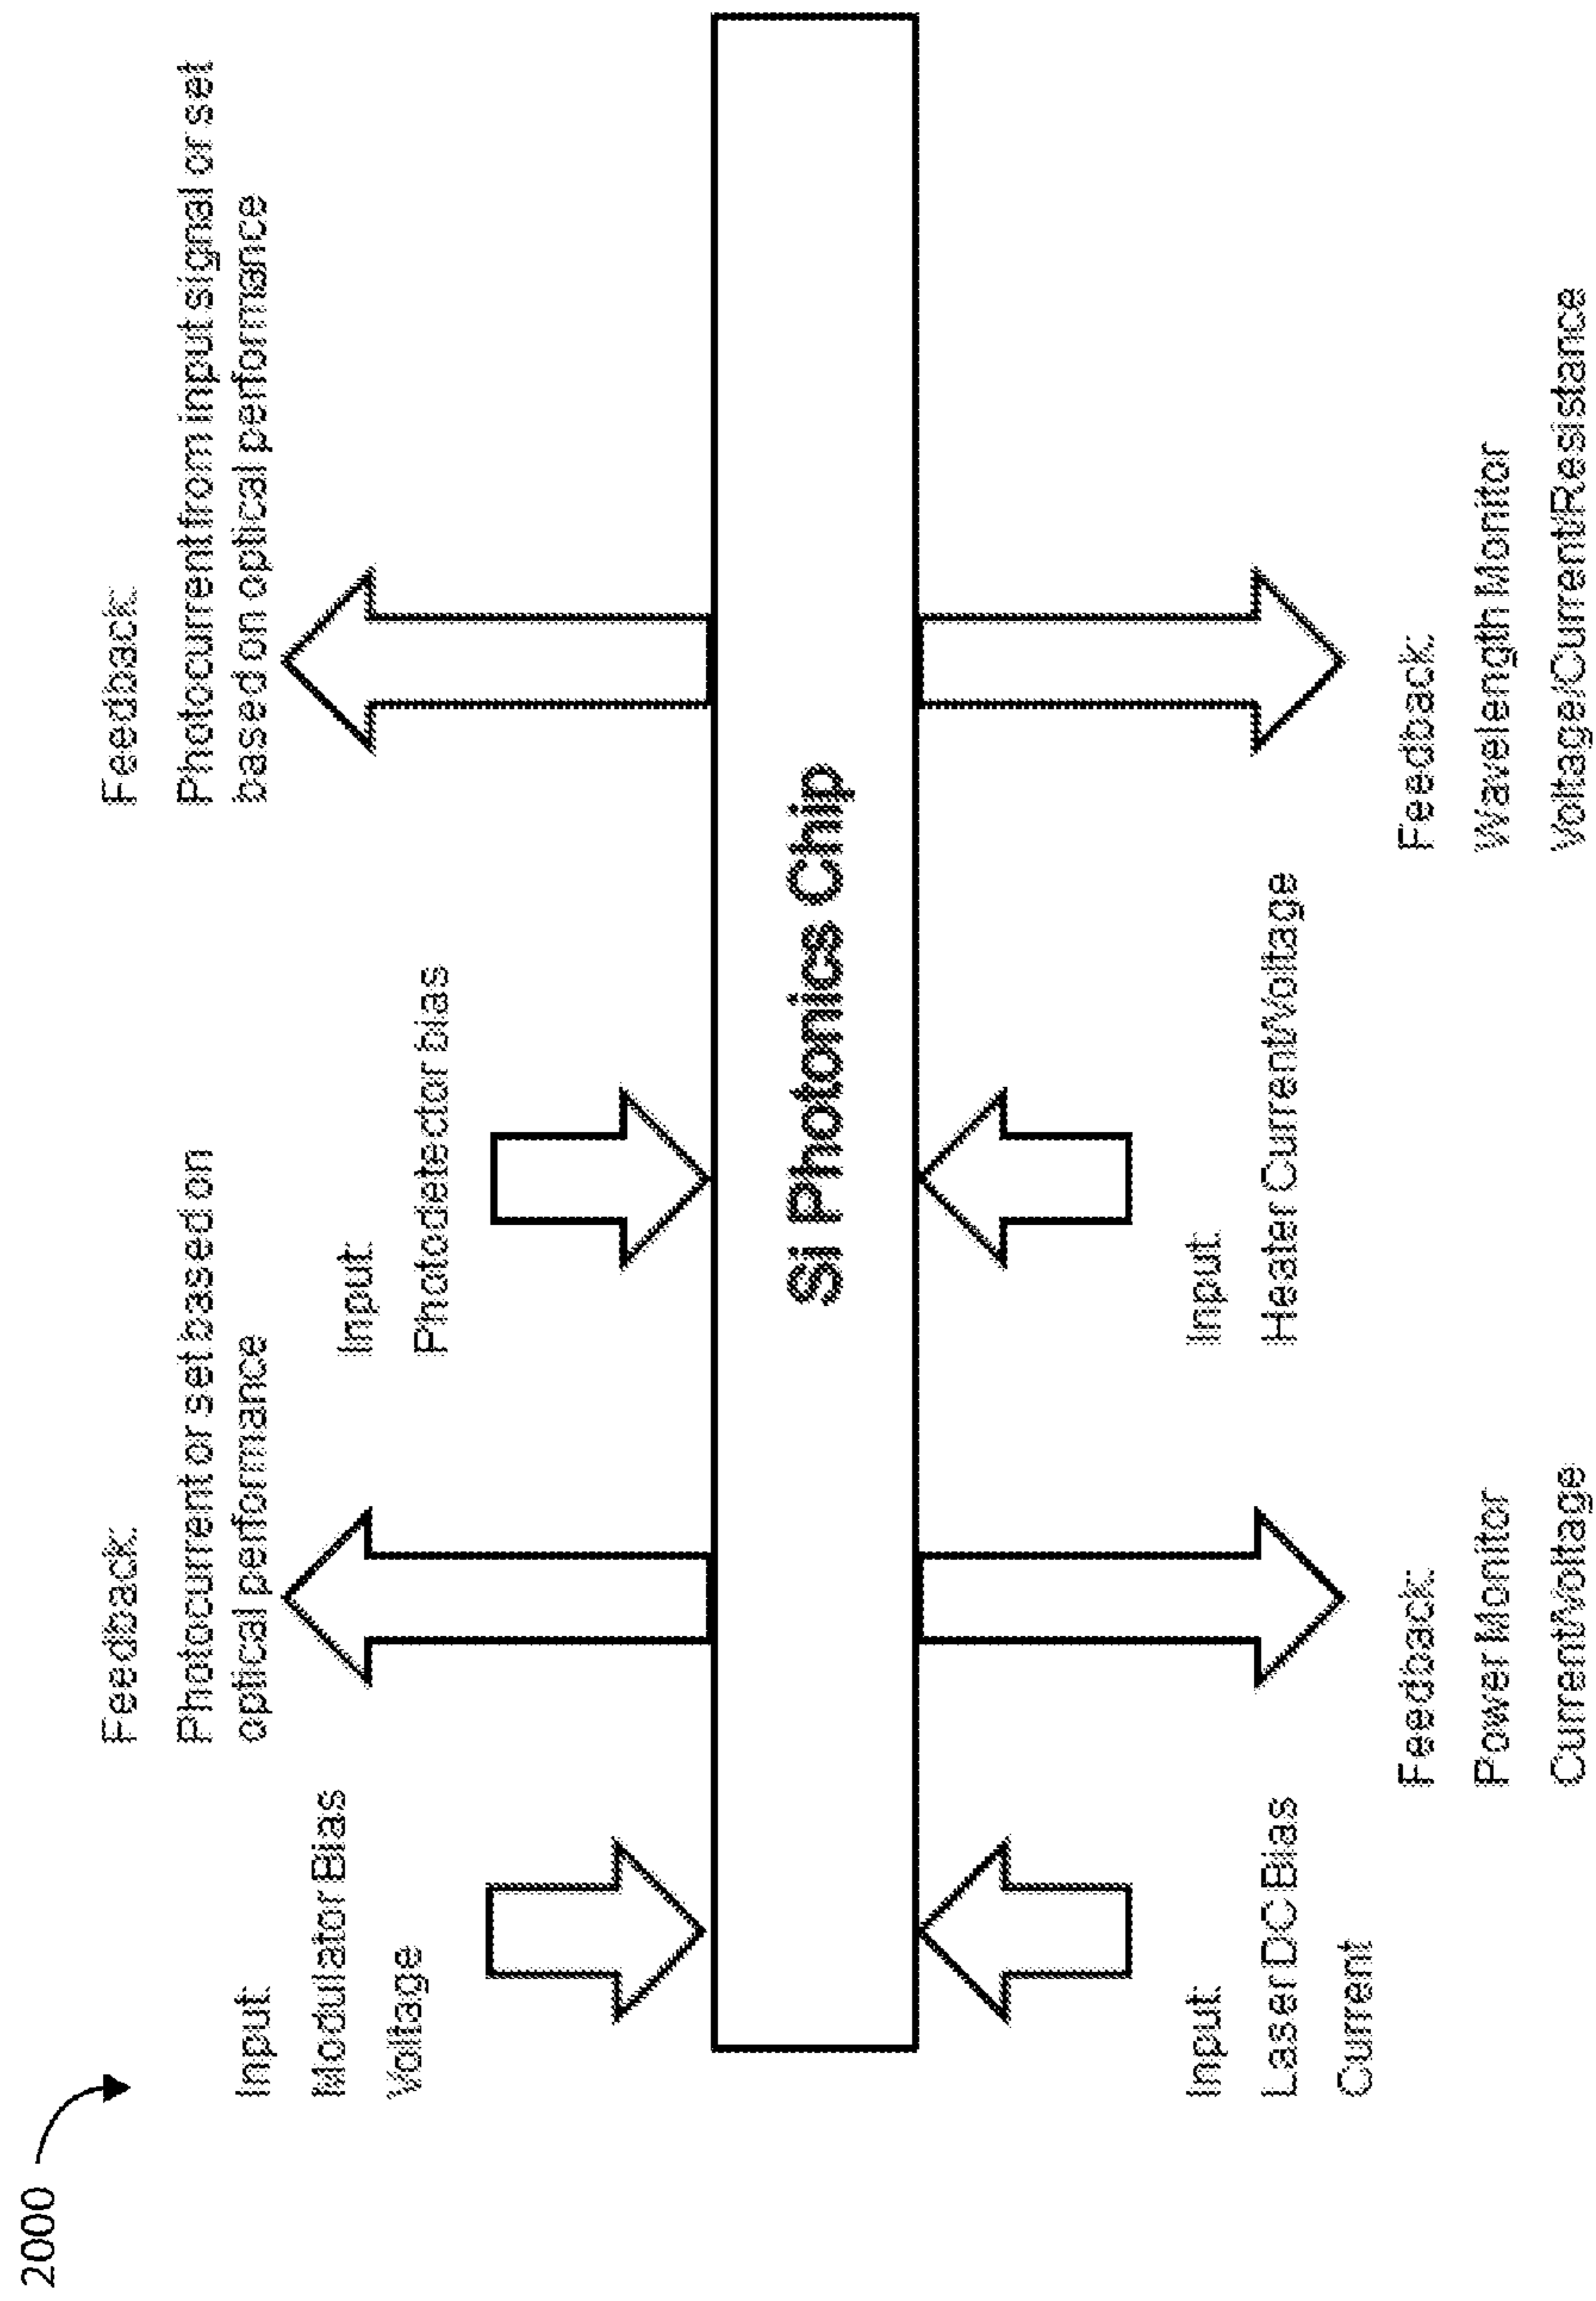 2000
Input:
Modulator Bias
Voltage
Feedback:
Photocurrent or set based on
optical performance
Input:
Photodetector bias
Feedback:
Photocurrent from input signal or set
based on optical performance
Si Photonics Chip
Input:
Laser DC Bias
Current
Feedback:
Power Monitor
Current/Voltage
Input:
Heater Current/Voltage
Feedback:
Wavelength Monitor
Voltage/Current/Resistance